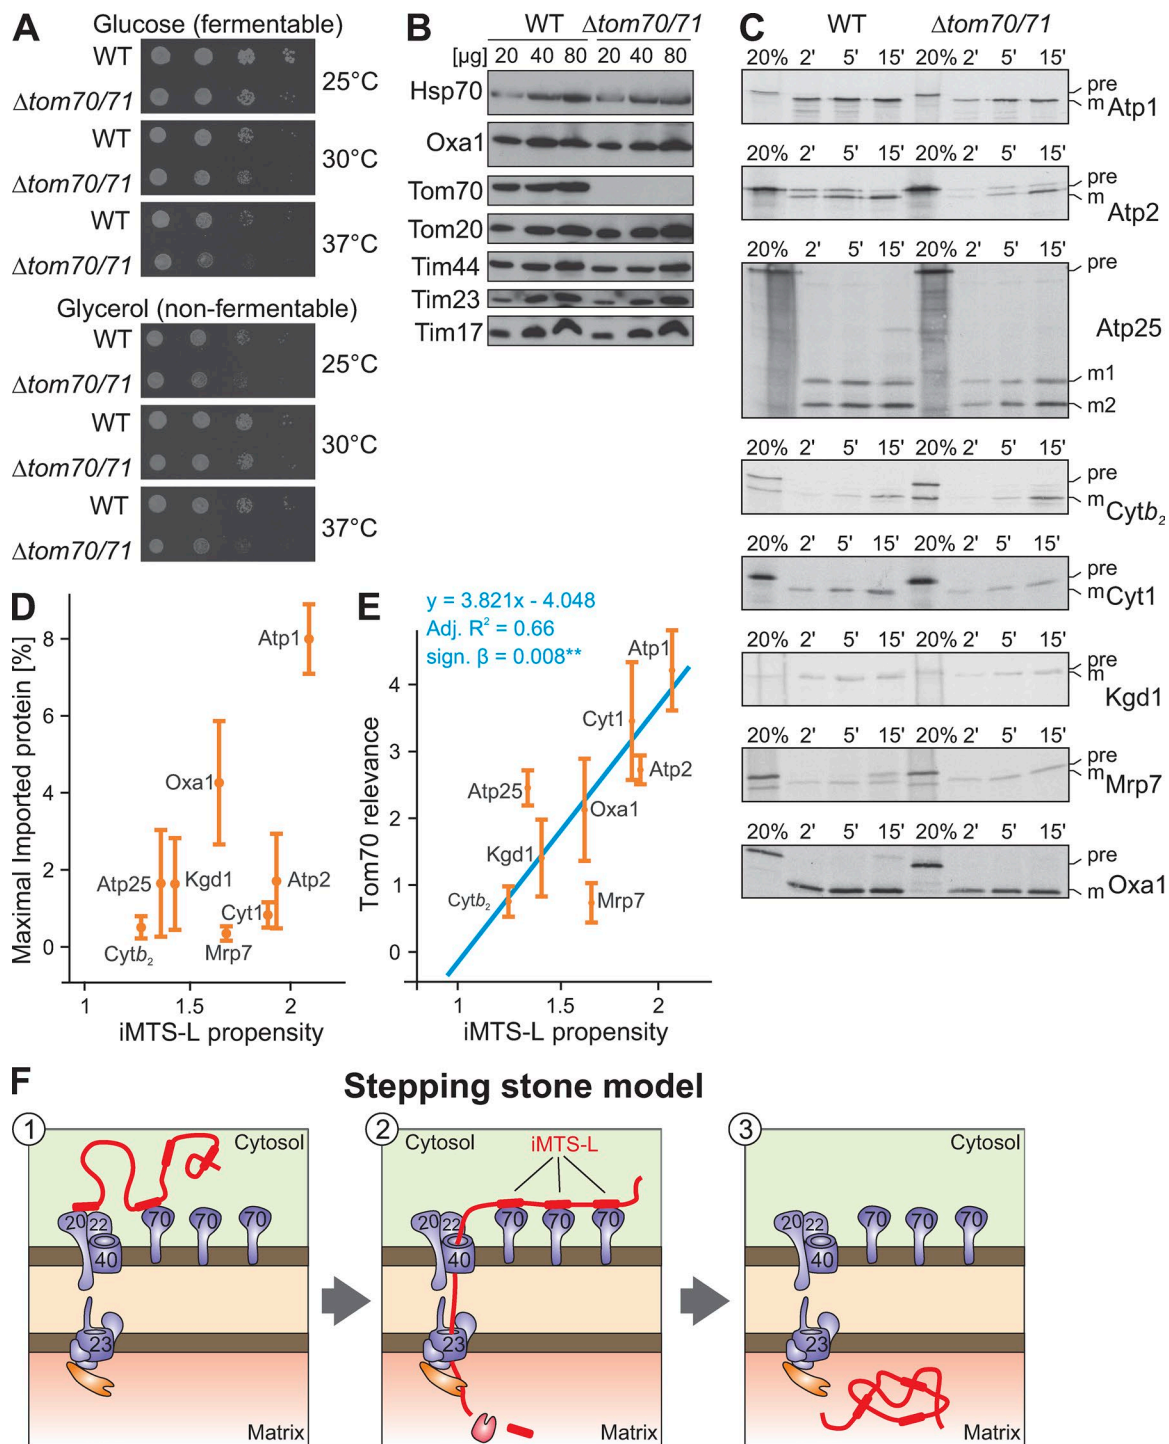 A
Glucose (fermentable)
WT
Δtom70/71
25°C
WT
Δtom70/71
30°C
WT
Δtom70/71
37°C
Glycerol (non-fermentable)
WT
Δtom70/71
25°C
WT
Δtom70/71
30°C
WT
Δtom70/71
37°C
B
WT Δtom70/71
[µg] 20 40 80 20 40 80
Hsp70
Oxa1
Tom70
Tom20
Tim44
Tim23
Tim17
C
WT Δtom70/71
20% 2' 5' 15' 20% 2' 5' 15'
pre
m Atp1
20% 2' 5' 15' 20% 2' 5' 15'
pre
m
Atp2
20% 2' 5' 15' 20% 2' 5' 15'
pre
Atp25
m1
m2
20% 2' 5' 15' 20% 2' 5' 15'
pre
m Cytb2
20% 2' 5' 15' 20% 2' 5' 15'
pre
m Cyt1
20% 2' 5' 15' 20% 2' 5' 15'
pre
m
Kgd1
20% 2' 5' 15' 20% 2' 5' 15'
pre
m Mrp7
20% 2' 5' 15' 20% 2' 5' 15'
pre
m Oxa1
D
Maximal Imported protein [%]
8
6
4
2
0
Atp1
Oxa1
Atp25
Kgd1
Atp2
Cyt1
Cytb2
Mrp7
1 1.5 2
iMTS-L propensity
E
y = 3.821x - 4.048
Adj. R² = 0.66
sign. β = 0.008**
Tom70 relevance
4
3
2
1
0
Atp1
Cyt1
Atp2
Atp25
Oxa1
Kgd1
Cytb2
Mrp7
1 1.5 2
iMTS-L propensity
F
Stepping stone model
1
Cytosol
20 22 70 70 70
40
23
Matrix
2
Cytosol
iMTS-L
20 22 70 70 70
40
23
Matrix
3
Cytosol
20 22 70 70 70
40
23
Matrix